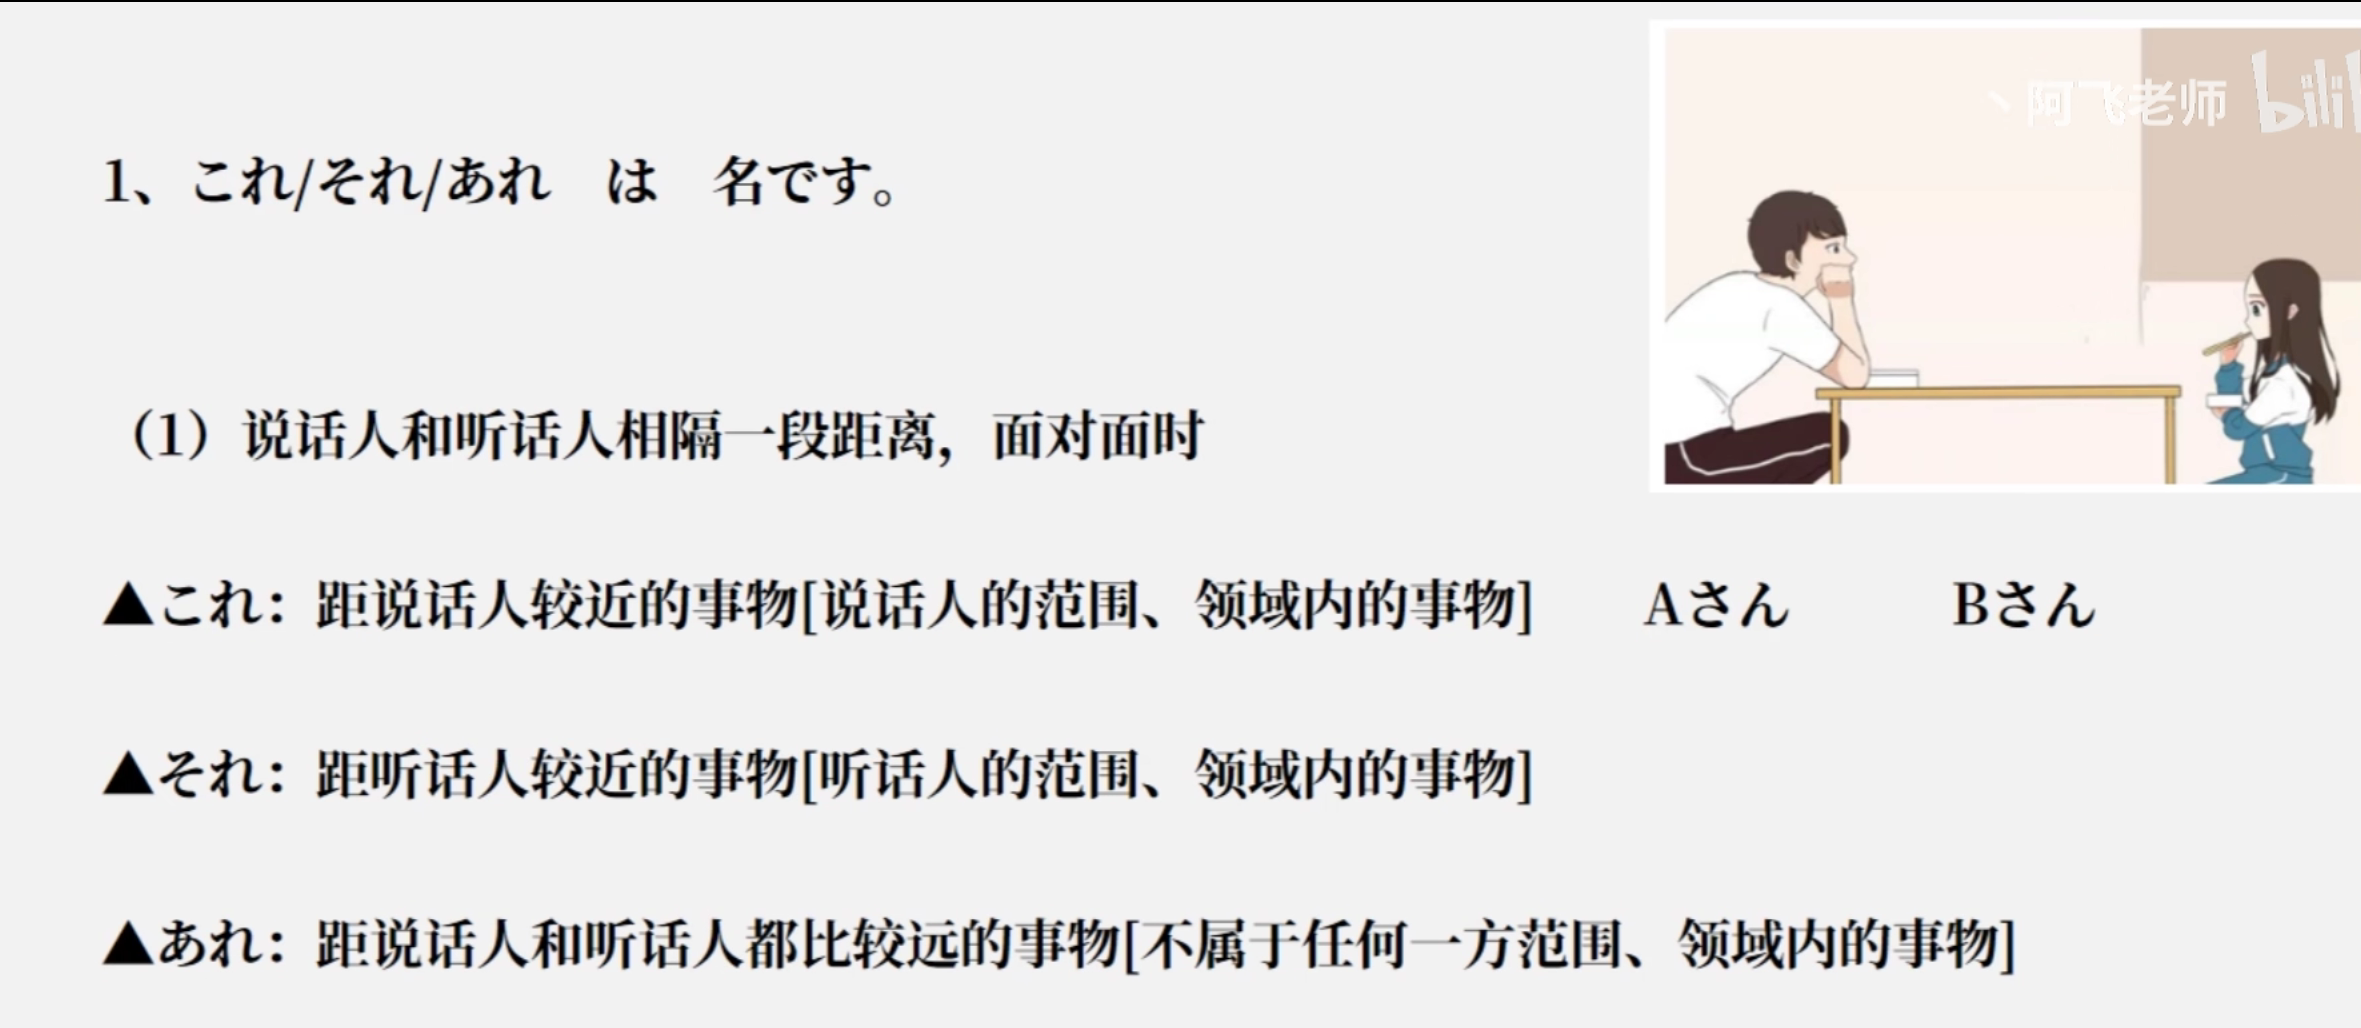 丶阿飞老师 bili
1、これ/それ/あれ　は　名です。
（1）说话人和听话人相隔一段距离，面对面时
▲これ：距说话人较近的事物[说话人的范围、领域内的事物]　Aさん　Bさん
▲それ：距听话人较近的事物[听话人的范围、领域内的事物]
▲あれ：距说话人和听话人都比较远的事物[不属于任何一方范围、领域内的事物]